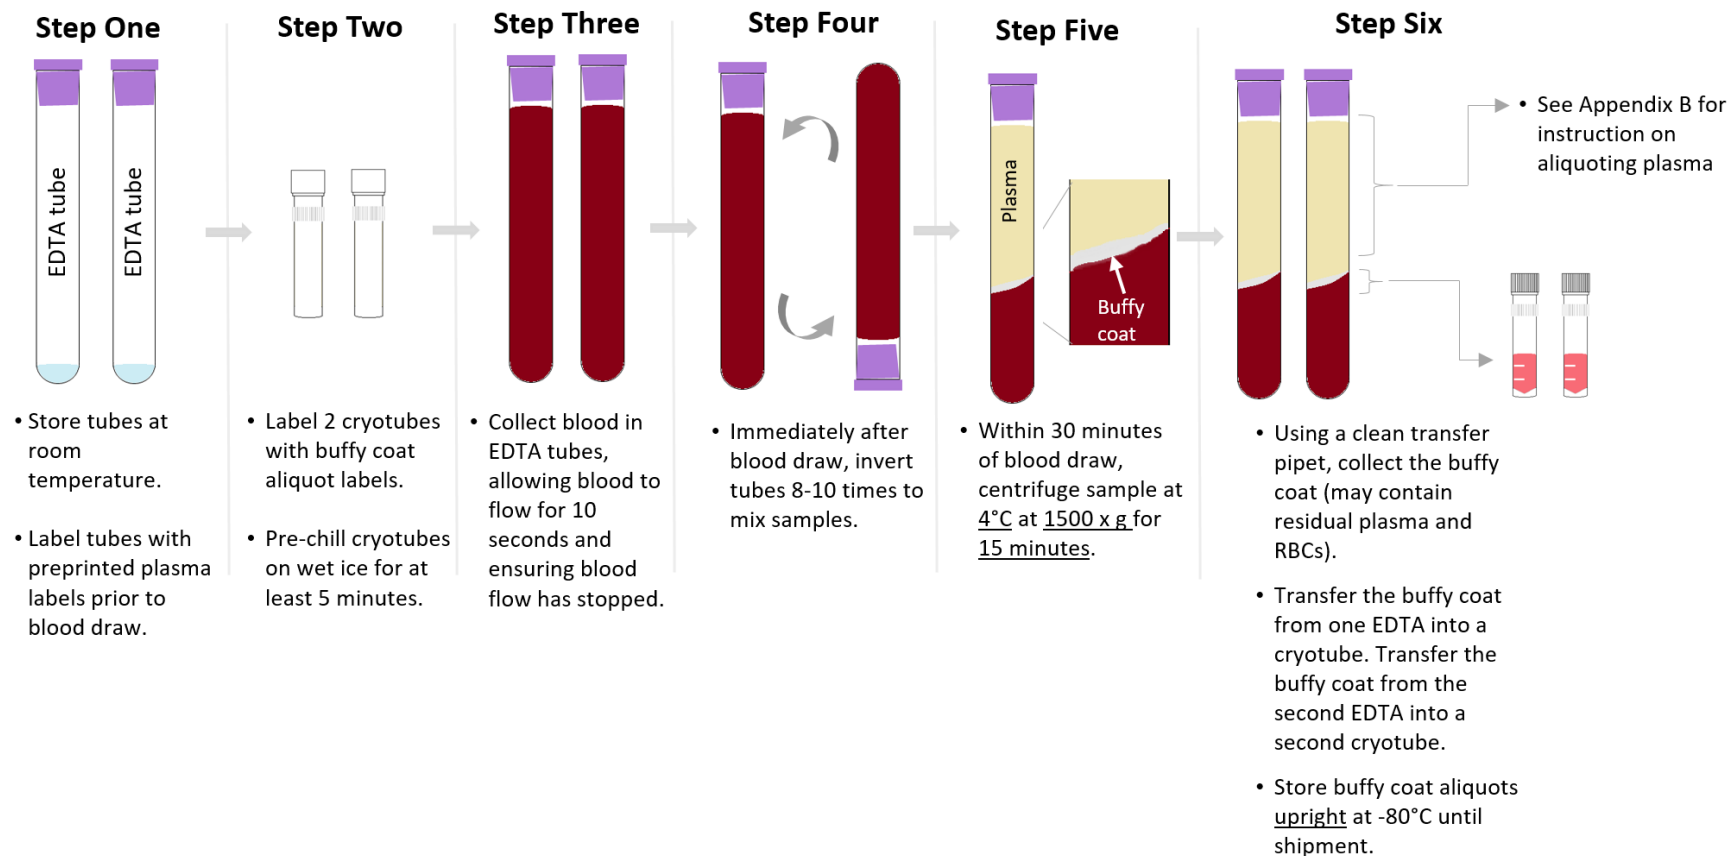 Step One
EDTA tube
EDTA tube
• Store tubes at
room
temperature.
• Label tubes with
preprinted plasma
labels prior to
blood draw.
Step Two
• Label 2 cryotubes
with buffy coat
aliquot labels.
• Pre-chill cryotubes
on wet ice for at
least 5 minutes.
Step Three
• Collect blood in
EDTA tubes,
allowing blood to
flow for 10
seconds and
ensuring blood
flow has stopped.
Step Four
• Immediately after
blood draw, invert
tubes 8-10 times to
mix samples.
Step Five
Plasma
Buffy
coat
• Within 30 minutes
of blood draw,
centrifuge sample at
4°C at 1500 x g for
15 minutes.
Step Six
• See Appendix B for
instruction on
aliquoting plasma
• Using a clean transfer
pipet, collect the buffy
coat (may contain
residual plasma and
RBCs).
• Transfer the buffy coat
from one EDTA into a
cryotube. Transfer the
buffy coat from the
second EDTA into a
second cryotube.
• Store buffy coat aliquots
upright at -80°C until
shipment.